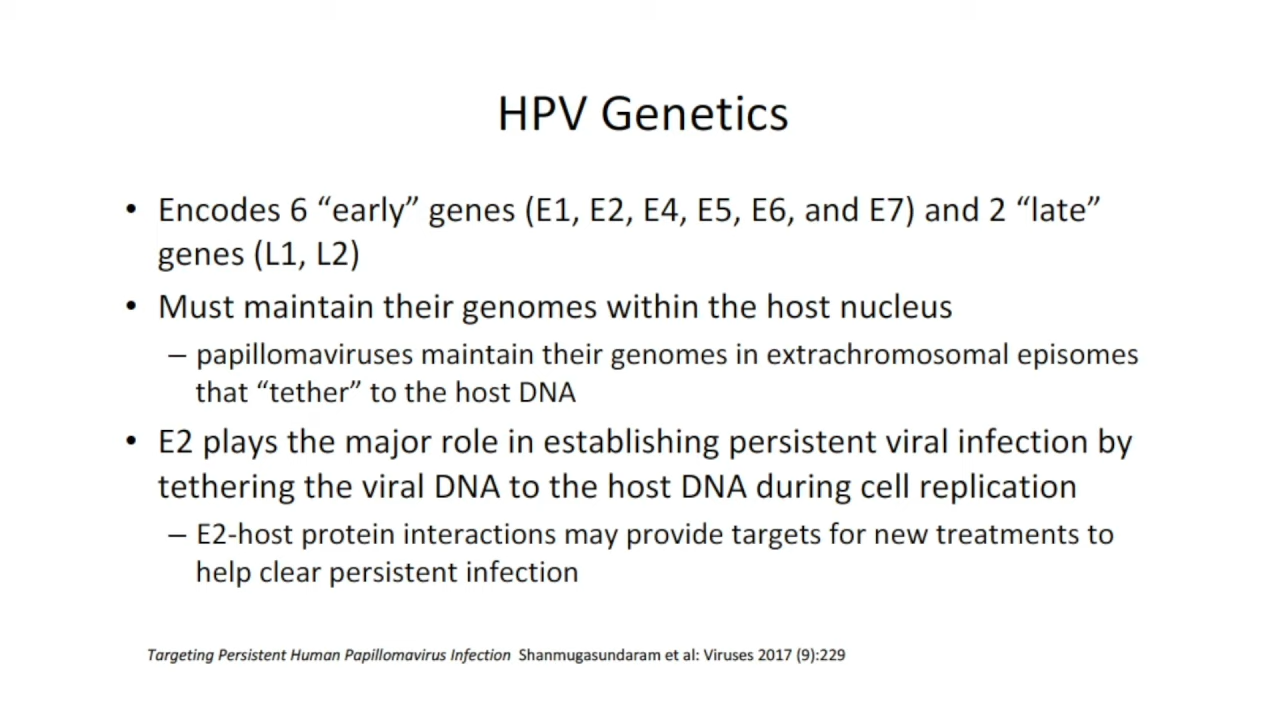 HPV Genetics
• Encodes 6 “early” genes (E1, E2, E4, E5, E6, and E7) and 2 “late”
genes (L1, L2)
• Must maintain their genomes within the host nucleus
– papillomaviruses maintain their genomes in extrachromosomal episomes
that “tether” to the host DNA
• E2 plays the major role in establishing persistent viral infection by
tethering the viral DNA to the host DNA during cell replication
– E2-host protein interactions may provide targets for new treatments to
help clear persistent infection
Targeting Persistent Human Papillomavirus Infection Shanmugasundaram et al: Viruses 2017 (9):229